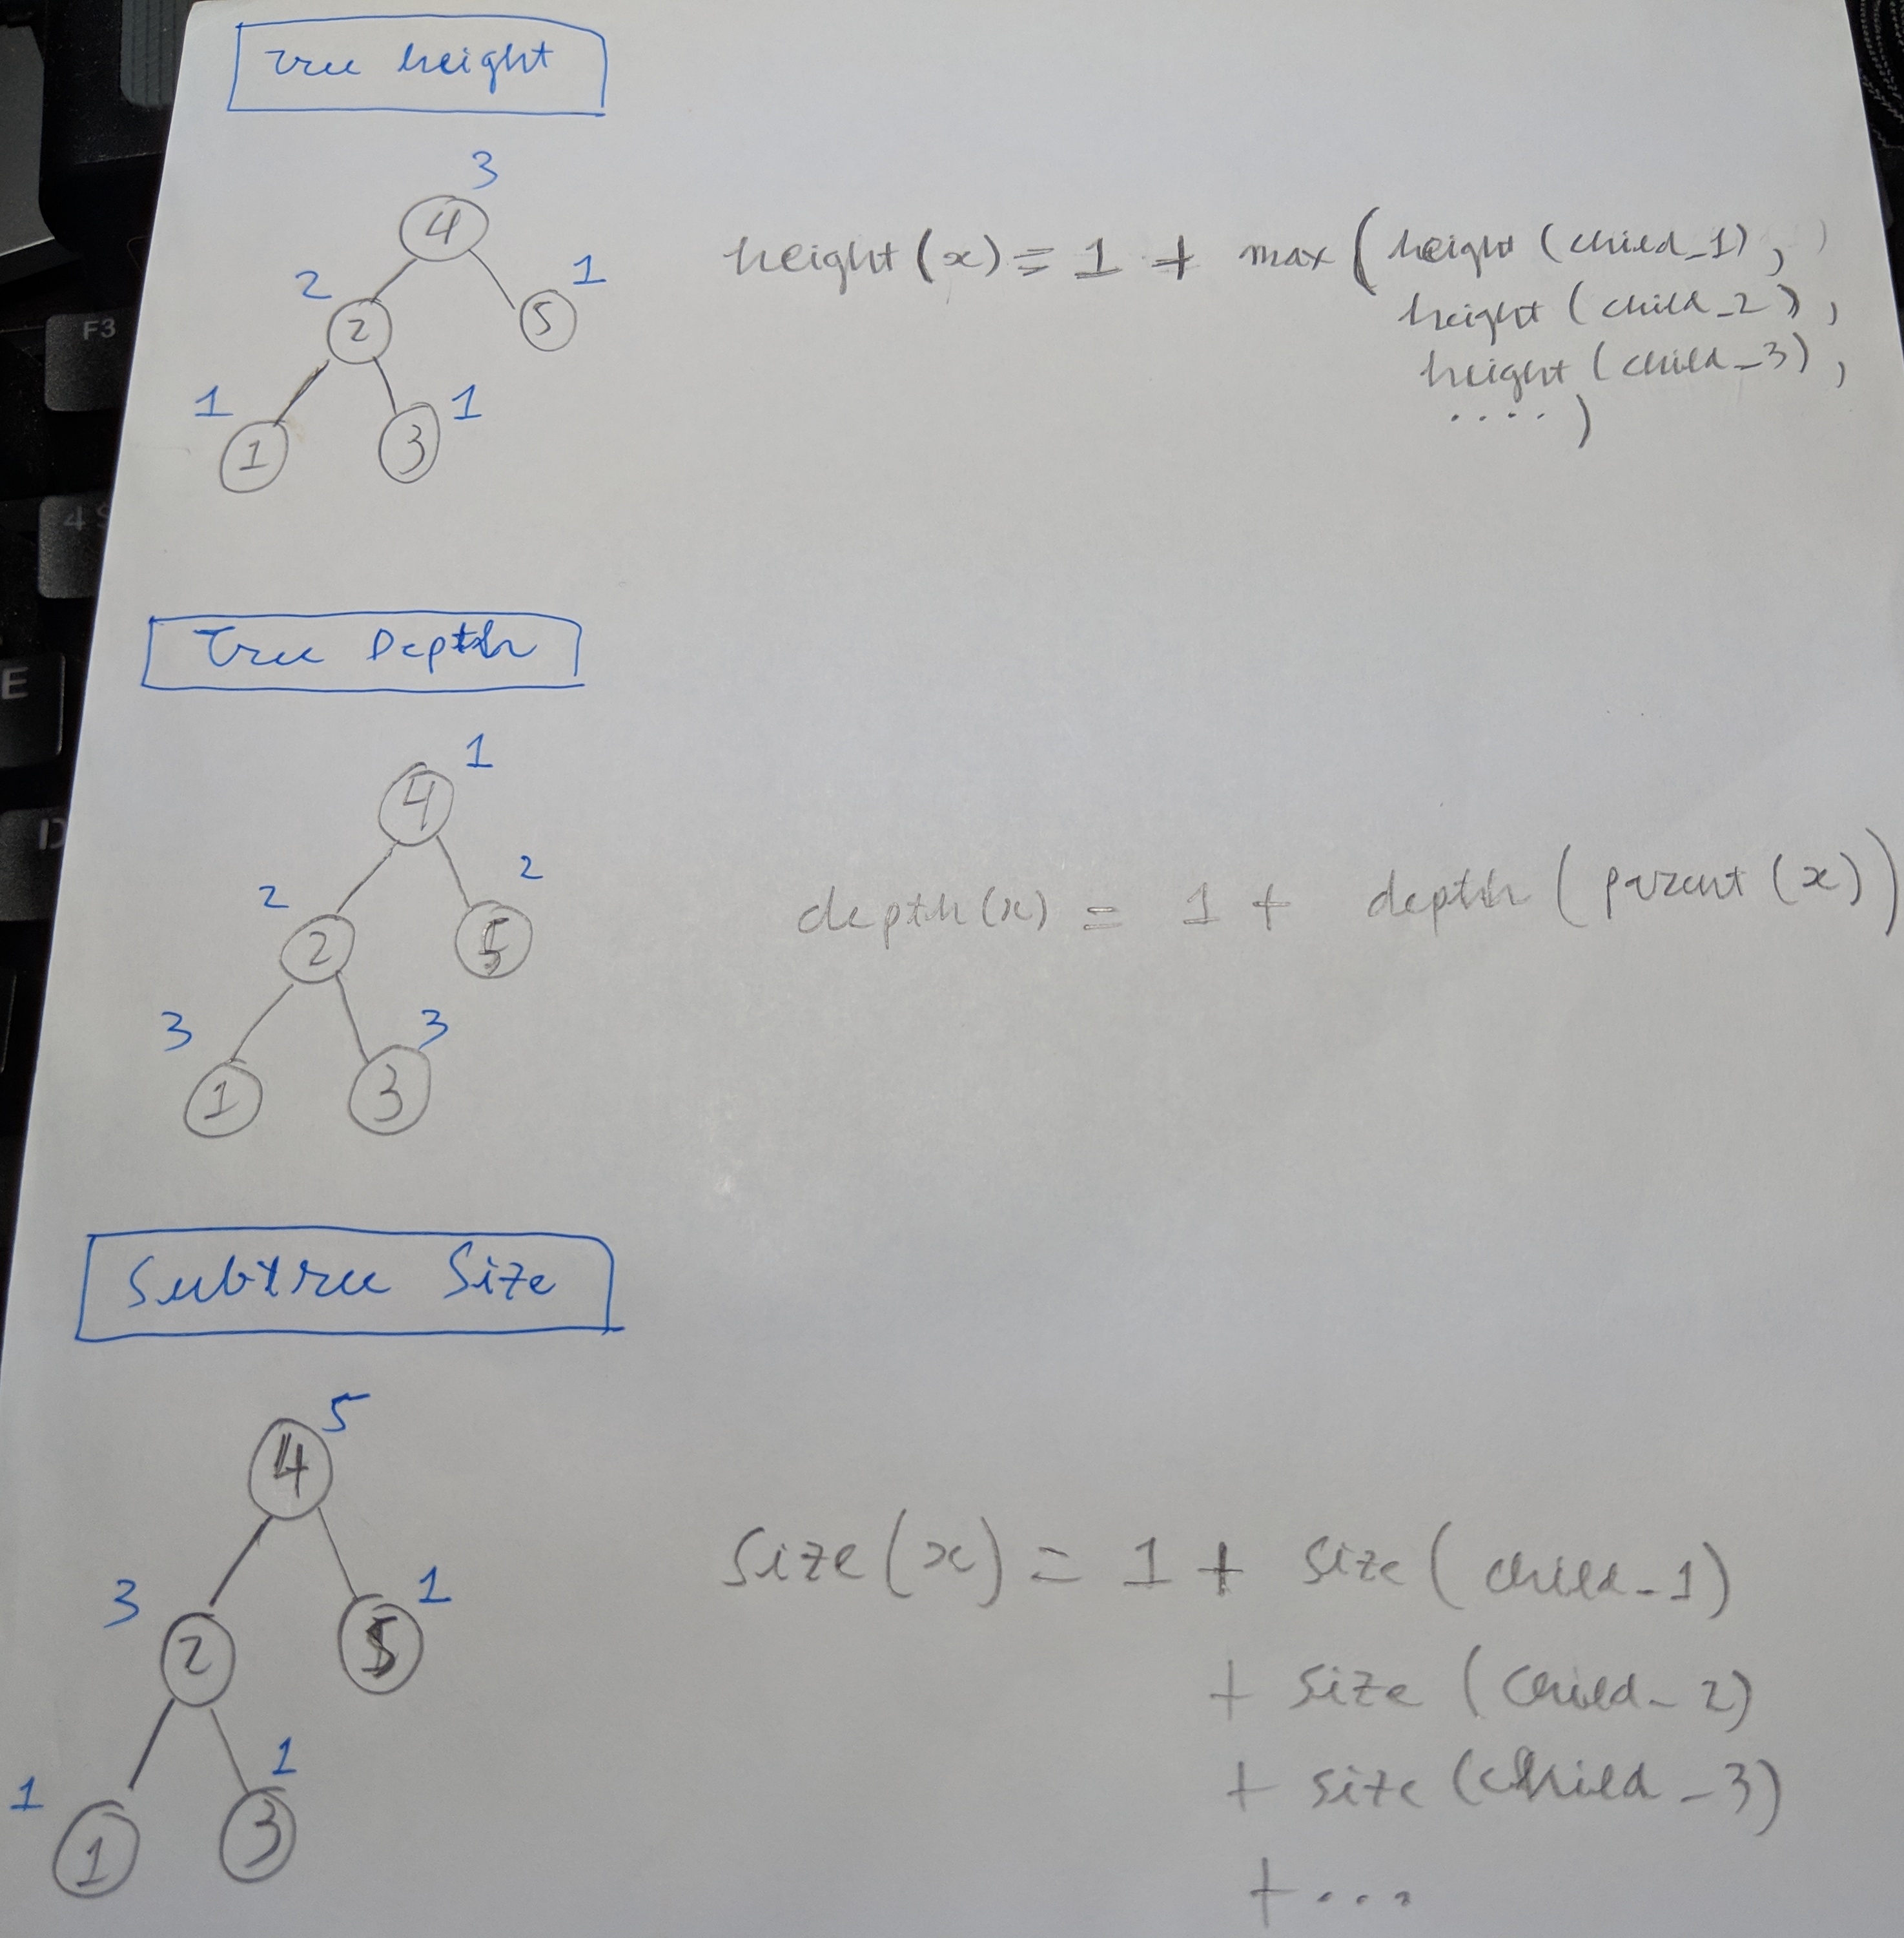 Tree height
3
4
2
1
2
5
1
1
1
3
height(x) = 1 + max(height(child_1),
height(child_2),
height(child_3),
....)
Tree Depth
1
4
2
2
2
5
3
3
1
3
depth(x) = 1 + depth(parent(x))
Subtree Size
5
4
3
1
2
5
1
1
1
3
size(x) = 1 + size(child_1)
+ size(child_2)
+ size(child_3)
+ ...
F3
4
E
D